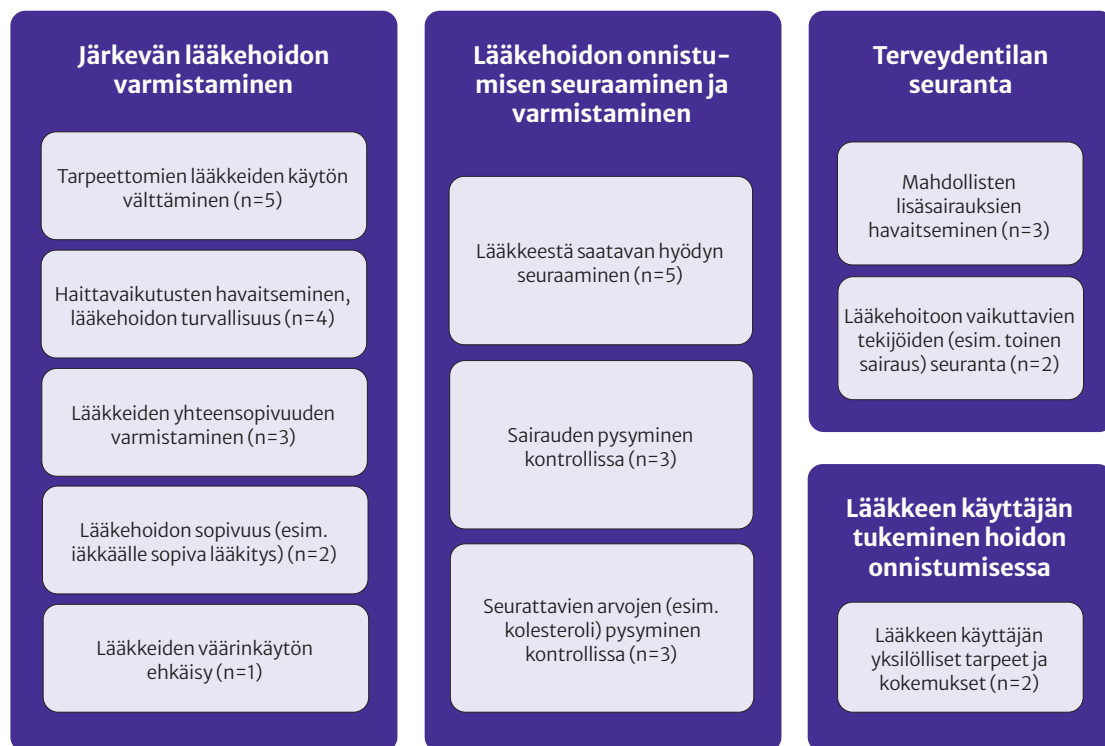 Järkevän lääkehoidon
varmistaminen
Tarpeettomien lääkkeiden käytön
välttäminen (n=5)
Haittavaikutusten havaitseminen,
lääkehoidon turvallisuus (n=4)
Lääkkeiden yhteensopivuuden
varmistaminen (n=3)
Lääkehoidon sopivuus (esim.
iäkkäälle sopiva lääkitys) (n=2)
Lääkkeiden väärinkäytön
ehkäisy (n=1)
Lääkehoidon onnistu-
misen seuraaminen ja
varmistaminen
Lääkkeestä saatavan hyödyn
seuraaminen (n=5)
Sairauden pysyminen
kontrollissa (n=3)
Seurattavien arvojen (esim.
kolesteroli) pysyminen
kontrollissa (n=3)
Terveydentilan
seuranta
Mahdollisten
lisäsairauksien
havaitseminen (n=3)
Lääkehoitoon vaikuttavien
tekijöiden (esim. toinen
sairaus) seuranta (n=2)
Lääkkeen käyttäjän
tukeminen hoidon
onnistumisessa
Lääkkeen käyttäjän
yksilölliset tarpeet ja
kokemukset (n=2)